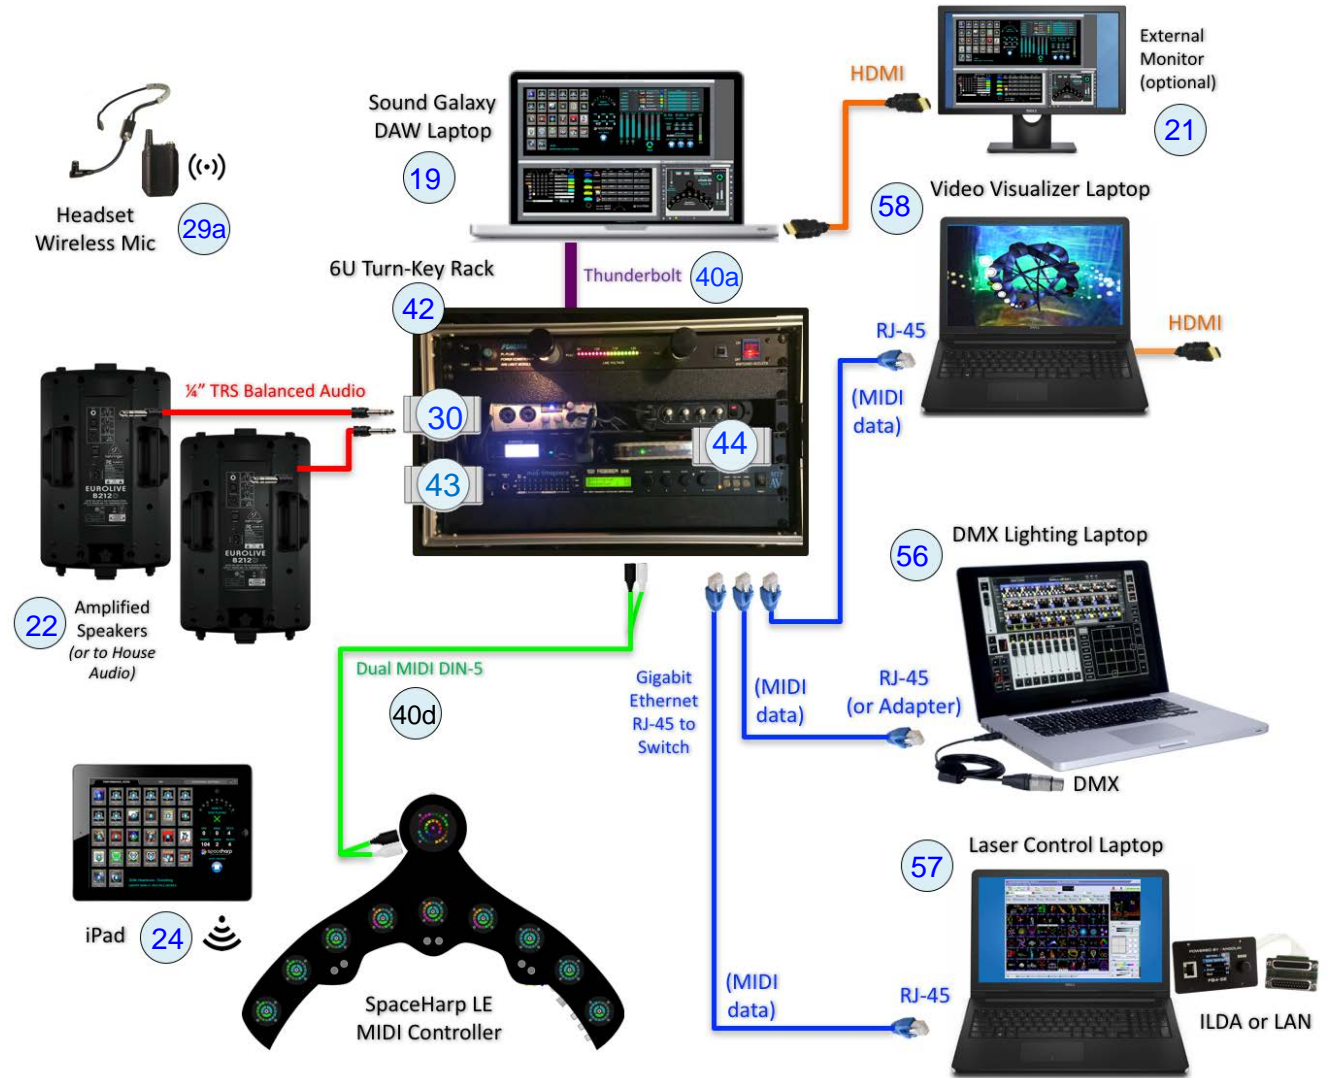 Sound Galaxy
DAW Laptop
19
HDMI
External
Monitor
(optional)
21
Headset
Wireless Mic
29a
58
Video Visualizer Laptop
6U Turn-Key Rack
42
Thunderbolt
40a
RJ-45
(MIDI
data)
HDMI
¼" TRS Balanced Audio
30
44
43
EUROLIVE
B212D
EUROLIVE
B212D
22
Amplified
Speakers
(or to House
Audio)
56
DMX Lighting Laptop
Dual MIDI DIN-5
40d
Gigabit
Ethernet
RJ-45 to
Switch
(MIDI
data)
RJ-45
(or Adapter)
DMX
57
Laser Control Laptop
iPad
24
SpaceHarp LE
MIDI Controller
(MIDI
data)
RJ-45
ILDA or LAN